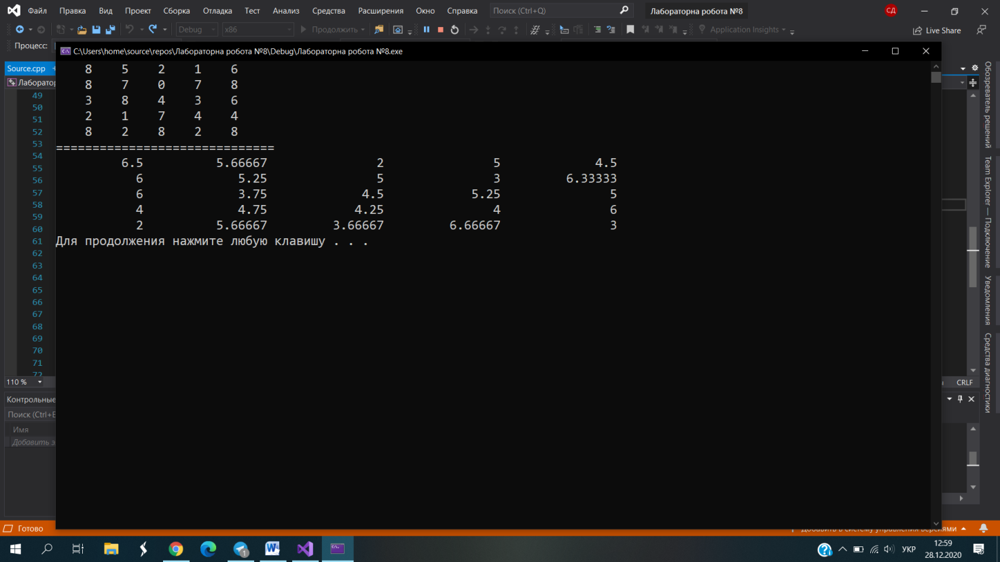 Файл Правка Вид Проект Сборка Отладка Тест Анализ Средства Расширения Окно Справка Поиск (Ctrl+Q) Лабораторна робота №8 СД
Debug x86 Продолжить Application Insights Live Share
Процесс:
C:\Users\home\source\repos\Лабораторна робота №8\Debug\Лабораторна робота №8.exe
Source.cpp
Лаборатор
49
50
51
52
53
54
55
56
57
58
59
60
61
62
63
64
65
66
67
68
69
70
71
72
8 5 2 1 6
8 7 0 7 8
3 8 4 3 6
2 1 7 4 4
8 2 8 2 8
==============================
6.5 5.66667 2 5 4.5
6 5.25 5 3 6.33333
6 3.75 4.5 5.25 5
4 4.75 4.25 4 6
2 5.66667 3.66667 6.66667 3
Для продолжения нажмите любую клавишу . . .
Обозреватель решений
Team Explorer — Подключение
Уведомления
Средства диагностики
110 %
CRLF
Контрольные
Поиск (Ctrl+E
Имя
Добавить э
Готово
Добавить в систему управления версиями
1
УКР
12:59
28.12.2020